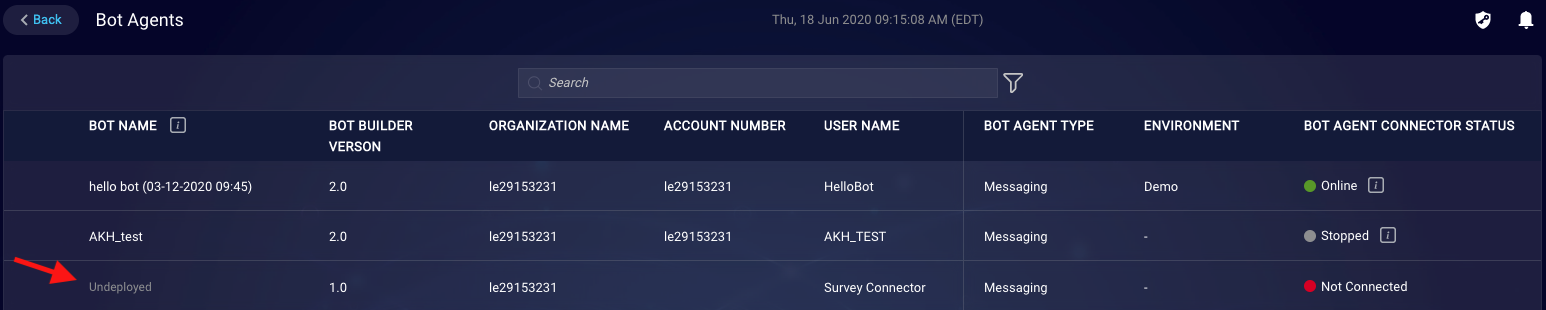 Back
Bot Agents
Thu, 18 Jun 2020 09:15:08 AM (EDT)
Search
BOT NAME i
BOT BUILDER VERSON
ORGANIZATION NAME
ACCOUNT NUMBER
USER NAME
BOT AGENT TYPE
ENVIRONMENT
BOT AGENT CONNECTOR STATUS
hello bot (03-12-2020 09:45) 2.0 le29153231 le29153231 HelloBot Messaging Demo Online i
AKH_test 2.0 le29153231 le29153231 AKH_TEST Messaging - Stopped i
Undeployed 1.0 le29153231 Survey Connector Messaging - Not Connected